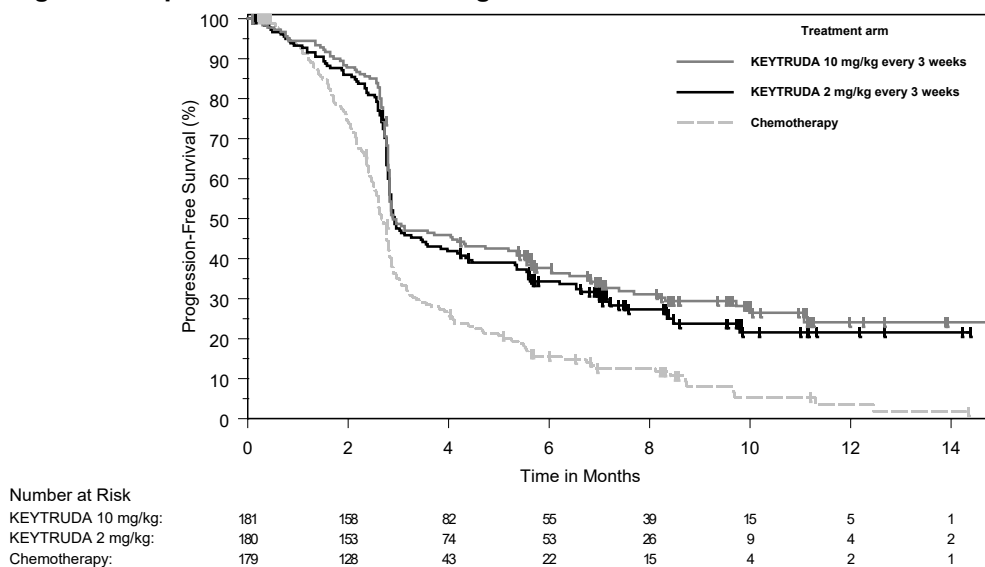 Treatment arm
KEYTRUDA 10 mg/kg every 3 weeks
KEYTRUDA 2 mg/kg every 3 weeks
Chemotherapy
Progression-Free Survival (%)
100
90
80
70
60
50
40
30
20
10
0
0 2 4 6 8 10 12 14
Time in Months
Number at Risk
KEYTRUDA 10 mg/kg: 181 158 82 55 39 15 5 1
KEYTRUDA 2 mg/kg: 180 153 74 53 26 9 4 2
Chemotherapy: 179 128 43 22 15 4 2 1